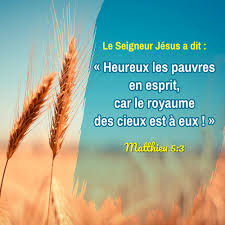 Le Seigneur Jésus a dit :
« Heureux les pauvres
en esprit,
car le royaume
des cieux est à eux ! »
Matthieu 5:3